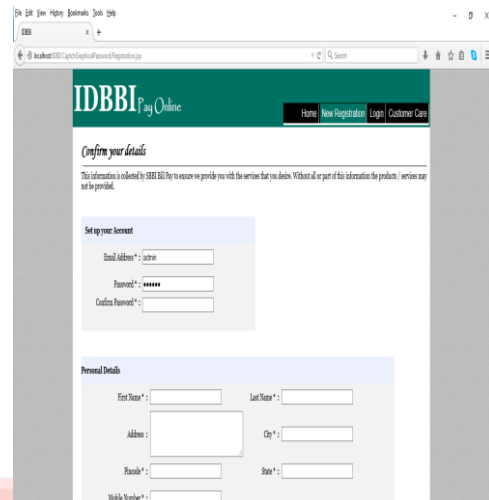 File Edit View History Bookmarks Tools Help
IDBBI x +
localhost:8080/CaptchGraphicalPassword/Registration.jsp Search
IDBBI Pay Online
Home New Registration Login Customer Care
Confirm your details
This information is collected by SBBI Bill Pay to ensure we provide you with the services that you desire. Without all or part of this information the products / services may
not be provided.
Set up your Account
Email Address * : admin
Password * : ●●●●●●
Confirm Password * :
Personal Details
First Name * : Last Name * :
Address : City * :
Pincode * : State * :
Mobile Number * :